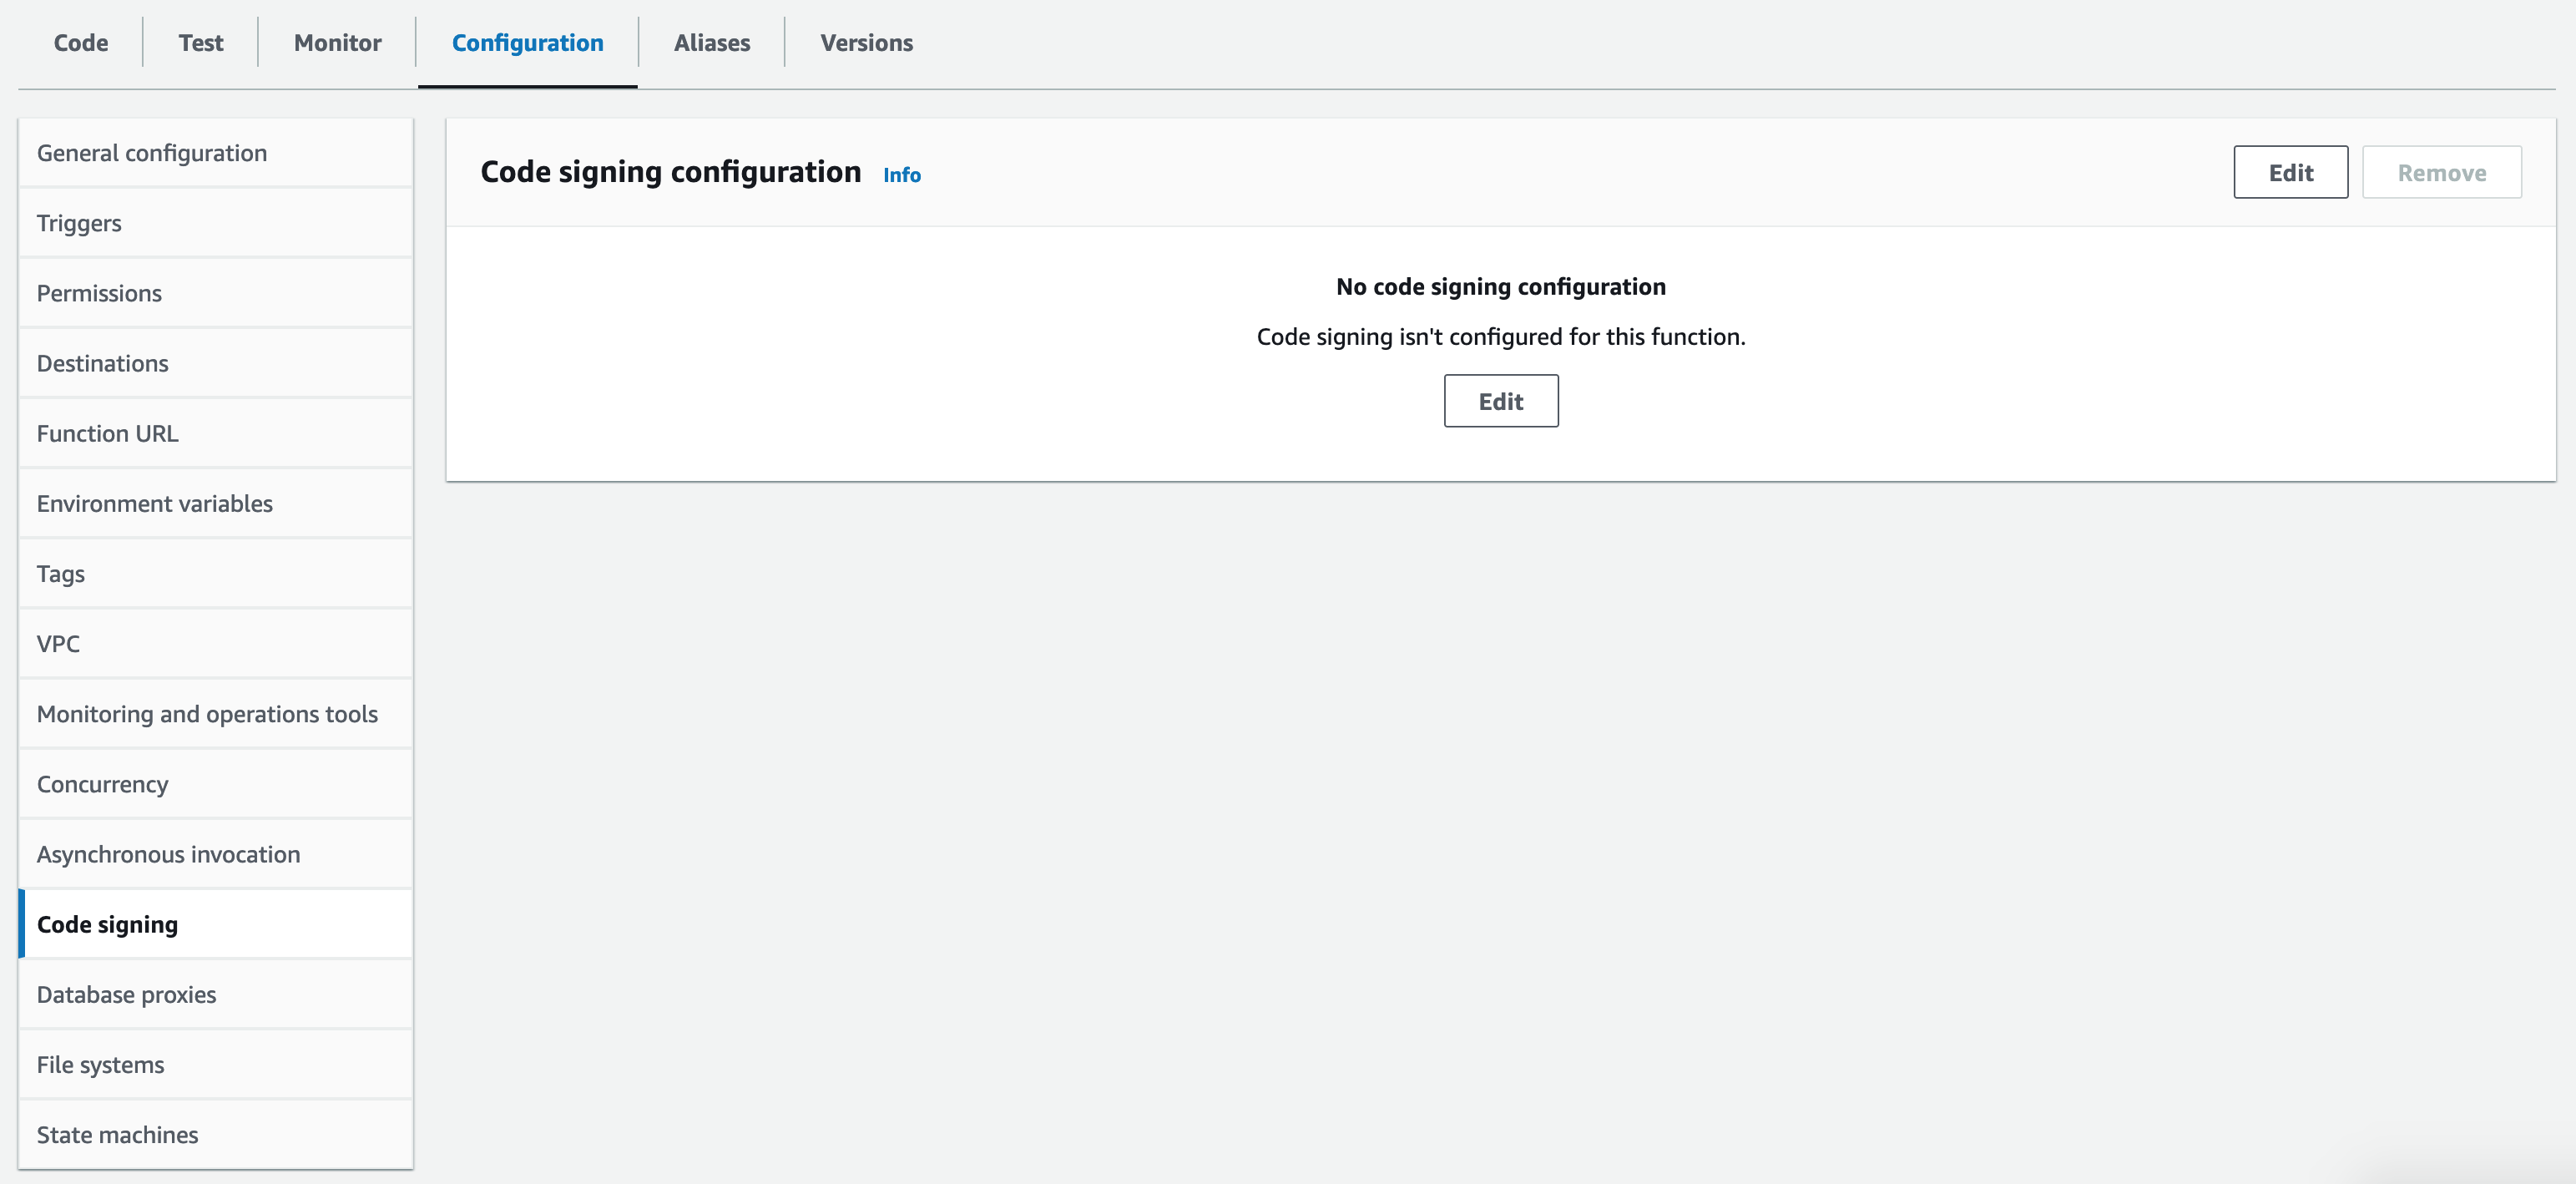 Code
Test
Monitor
Configuration
Aliases
Versions
General configuration
Triggers
Permissions
Destinations
Function URL
Environment variables
Tags
VPC
Monitoring and operations tools
Concurrency
Asynchronous invocation
Code signing
Database proxies
File systems
State machines
Code signing configuration Info
Edit
Remove
No code signing configuration
Code signing isn't configured for this function.
Edit